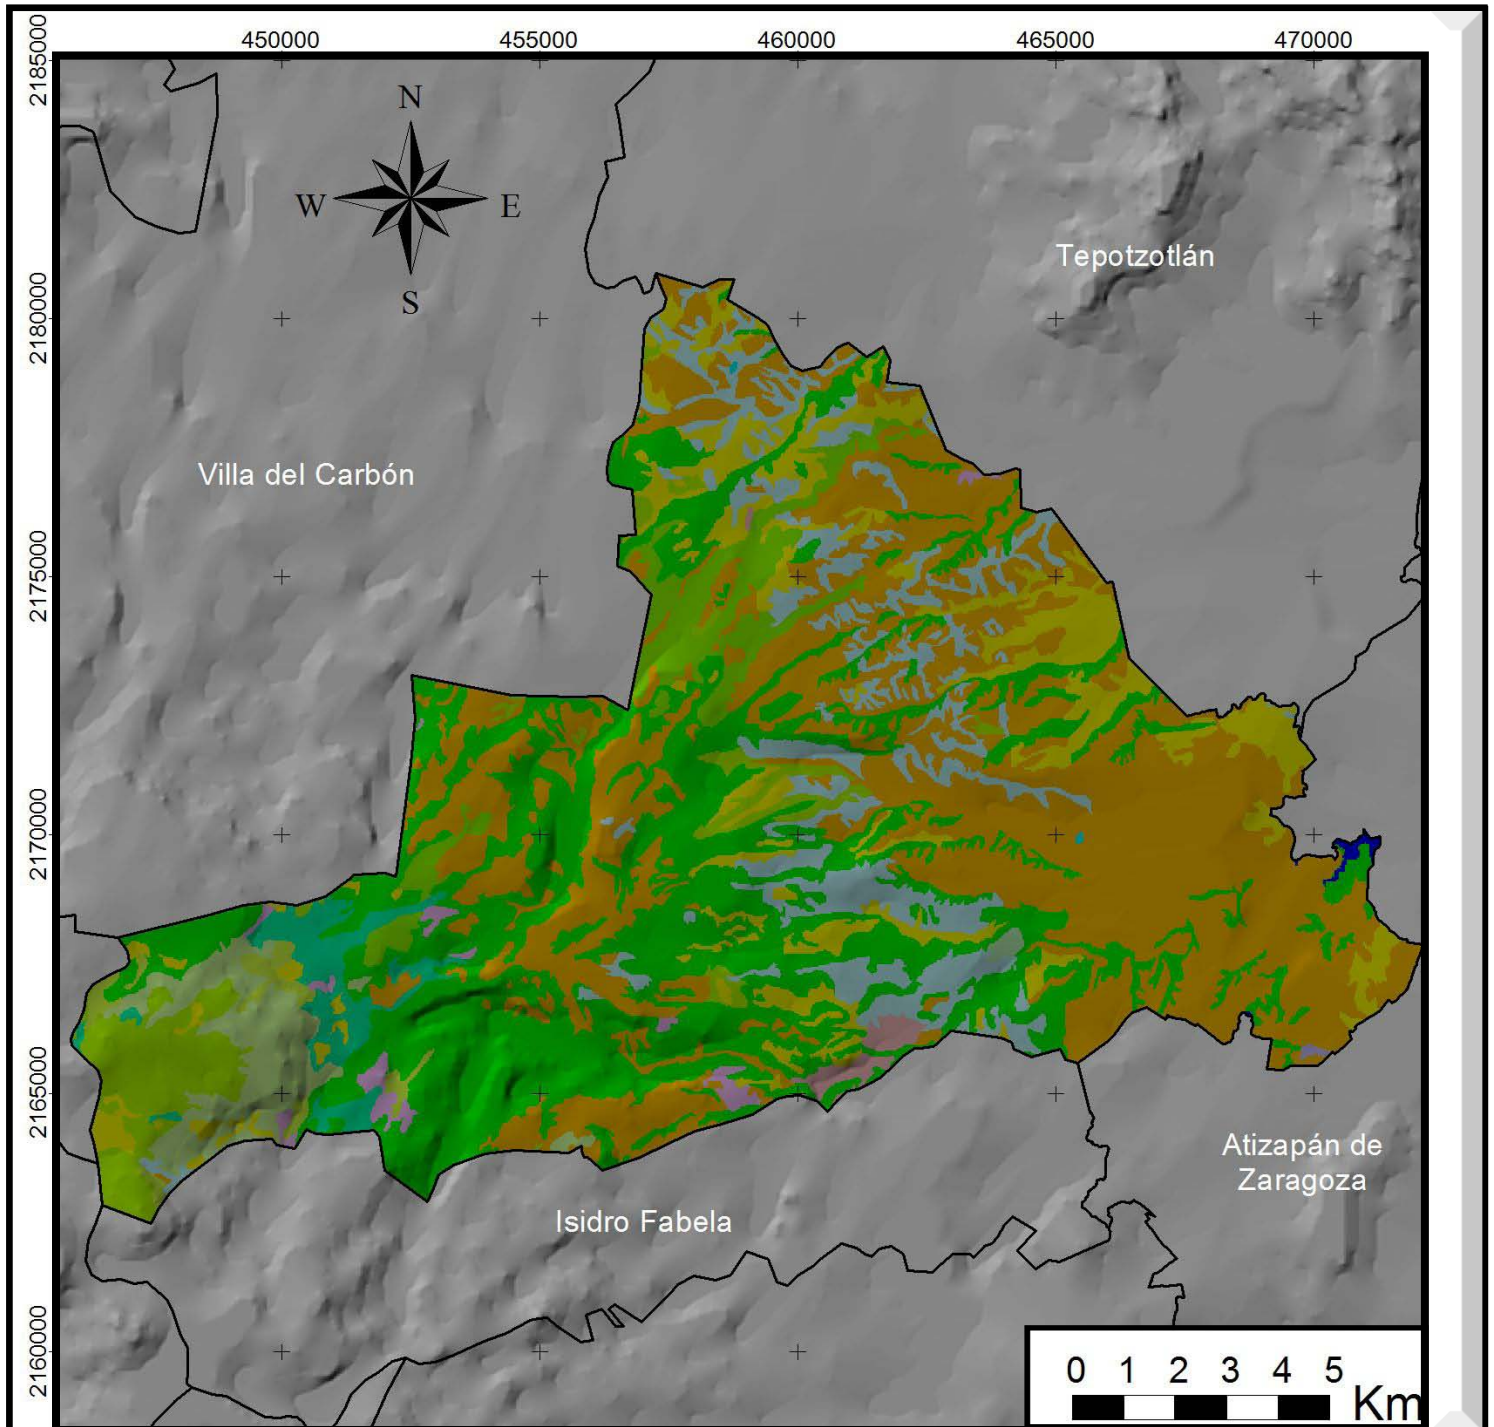 450000 455000 460000 465000 470000
2185000
N
W E
S
Tepotzotlán
2180000
Villa del Carbón
2175000
2170000
2165000
Atizapán de
Zaragoza
Isidro Fabela
2160000
0 1 2 3 4 5
Km